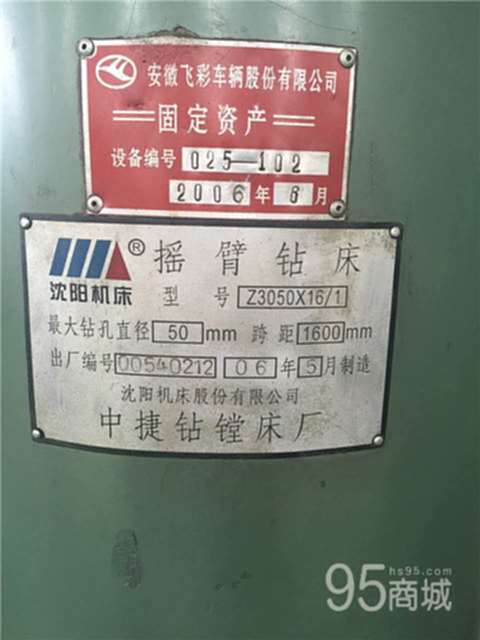 安徽飞彩车辆股份有限公司
固定资产
设备编号 025-102
2006年6月
沈阳机床 ®
摇臂钻床
型号 Z3050X16/1
最大钻孔直径 50 mm 跨距 1600 mm
出厂编号 00540212 06年5月制造
沈阳机床股份有限公司
中捷钻镗床厂
hs95.com
95商城